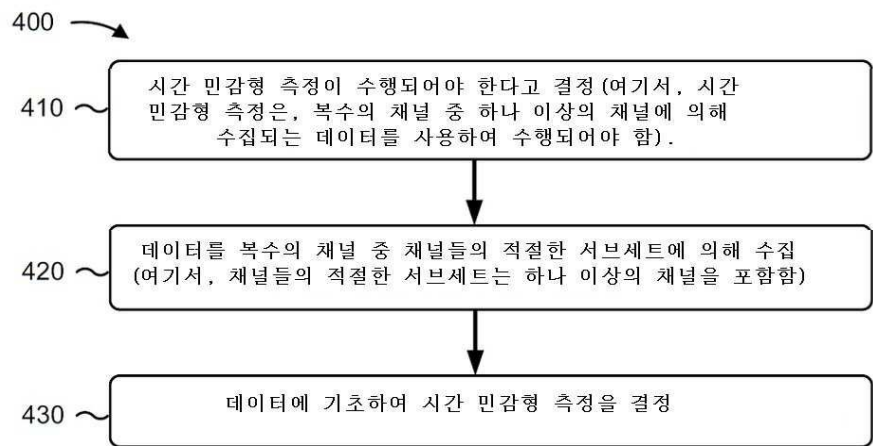 400
410
시간 민감형 측정이 수행되어야 한다고 결정(여기서, 시간
민감형 측정은, 복수의 채널 중 하나 이상의 채널에 의해
수집되는 데이터를 사용하여 수행되어야 함).
420
데이터를 복수의 채널 중 채널들의 적절한 서브세트에 의해 수집
(여기서, 채널들의 적절한 서브세트는 하나 이상의 채널을 포함함)
430
데이터에 기초하여 시간 민감형 측정을 결정